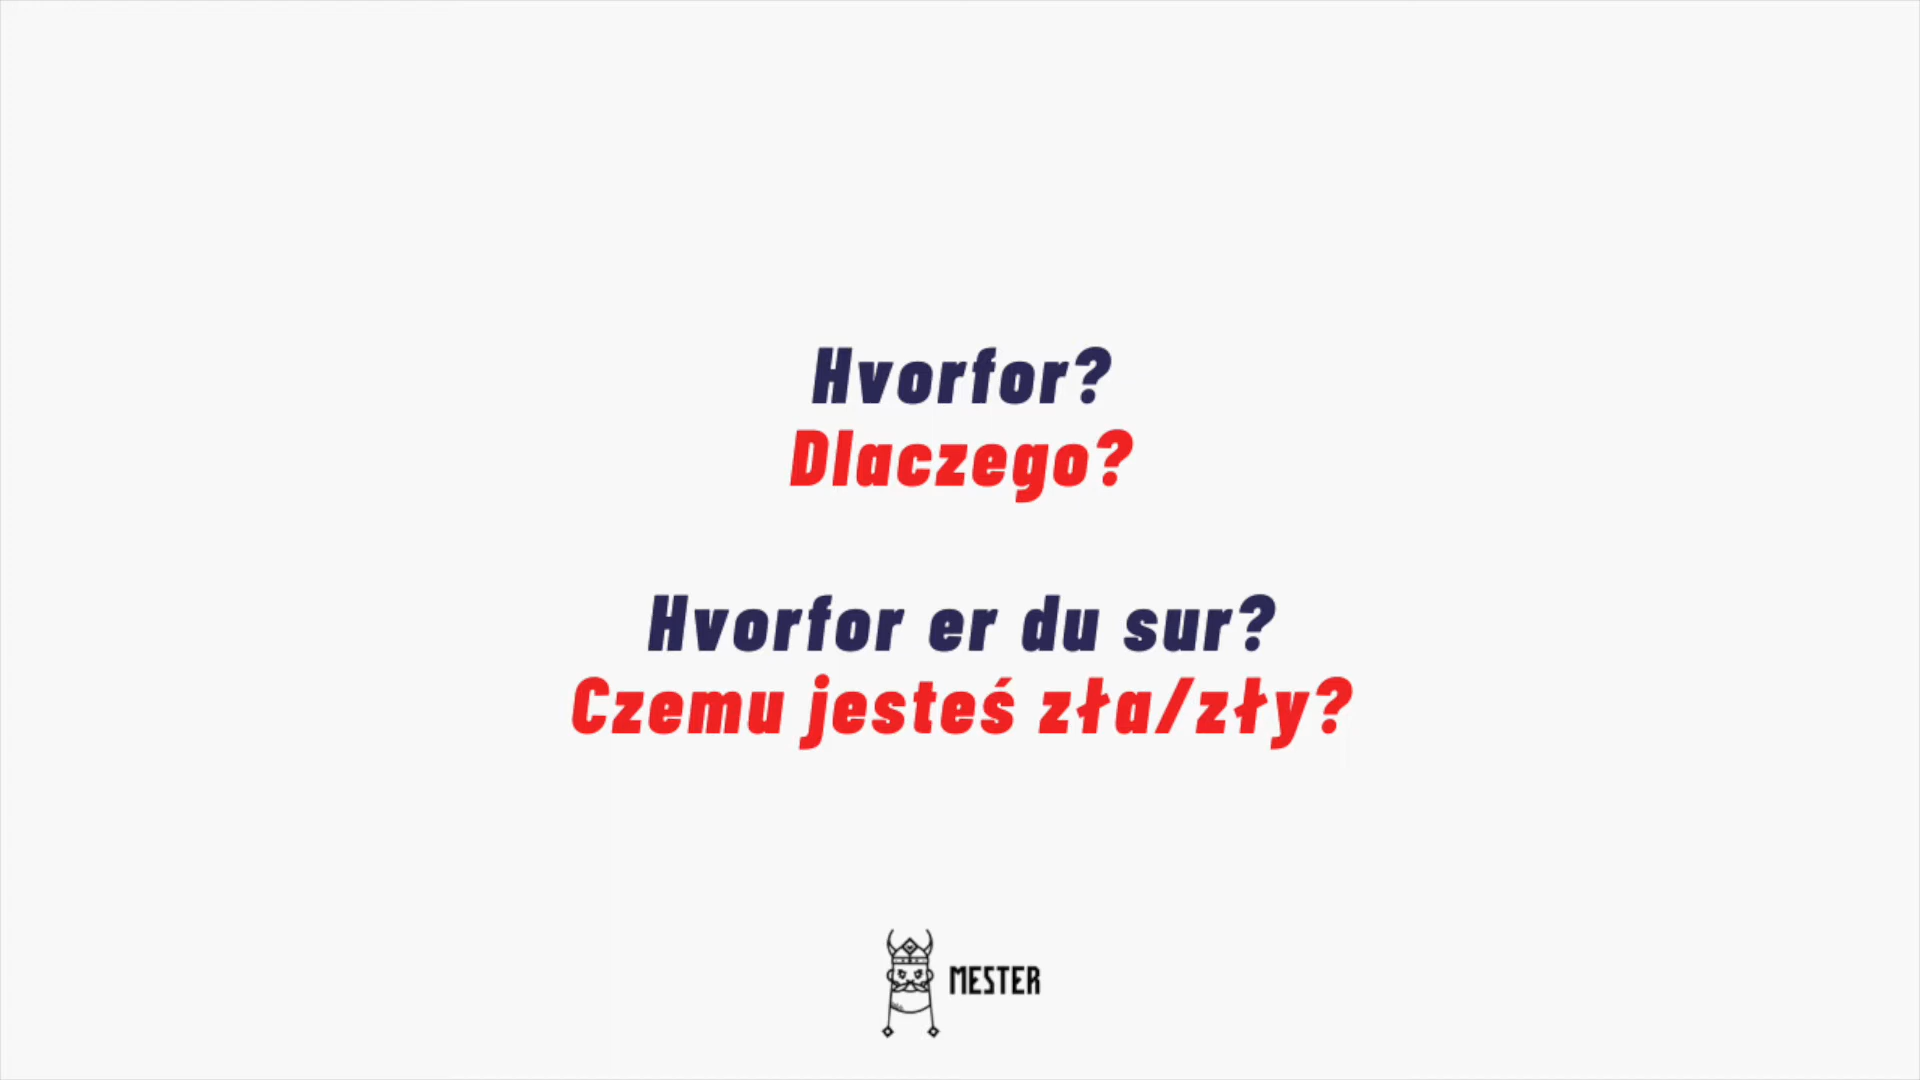 Hvorfor?
Dlaczego?
Hvorfor er du sur?
Czemu jesteś zła/zły?
MESTER